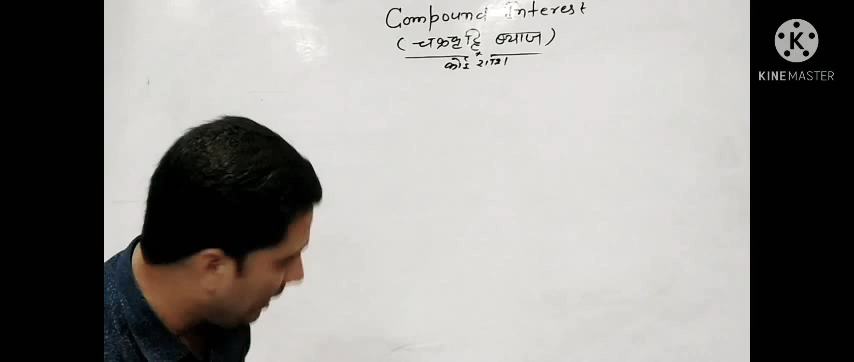 Compound Interest
(चक्रवृद्धि ब्याज)
कोई राशि
KINEMASTER